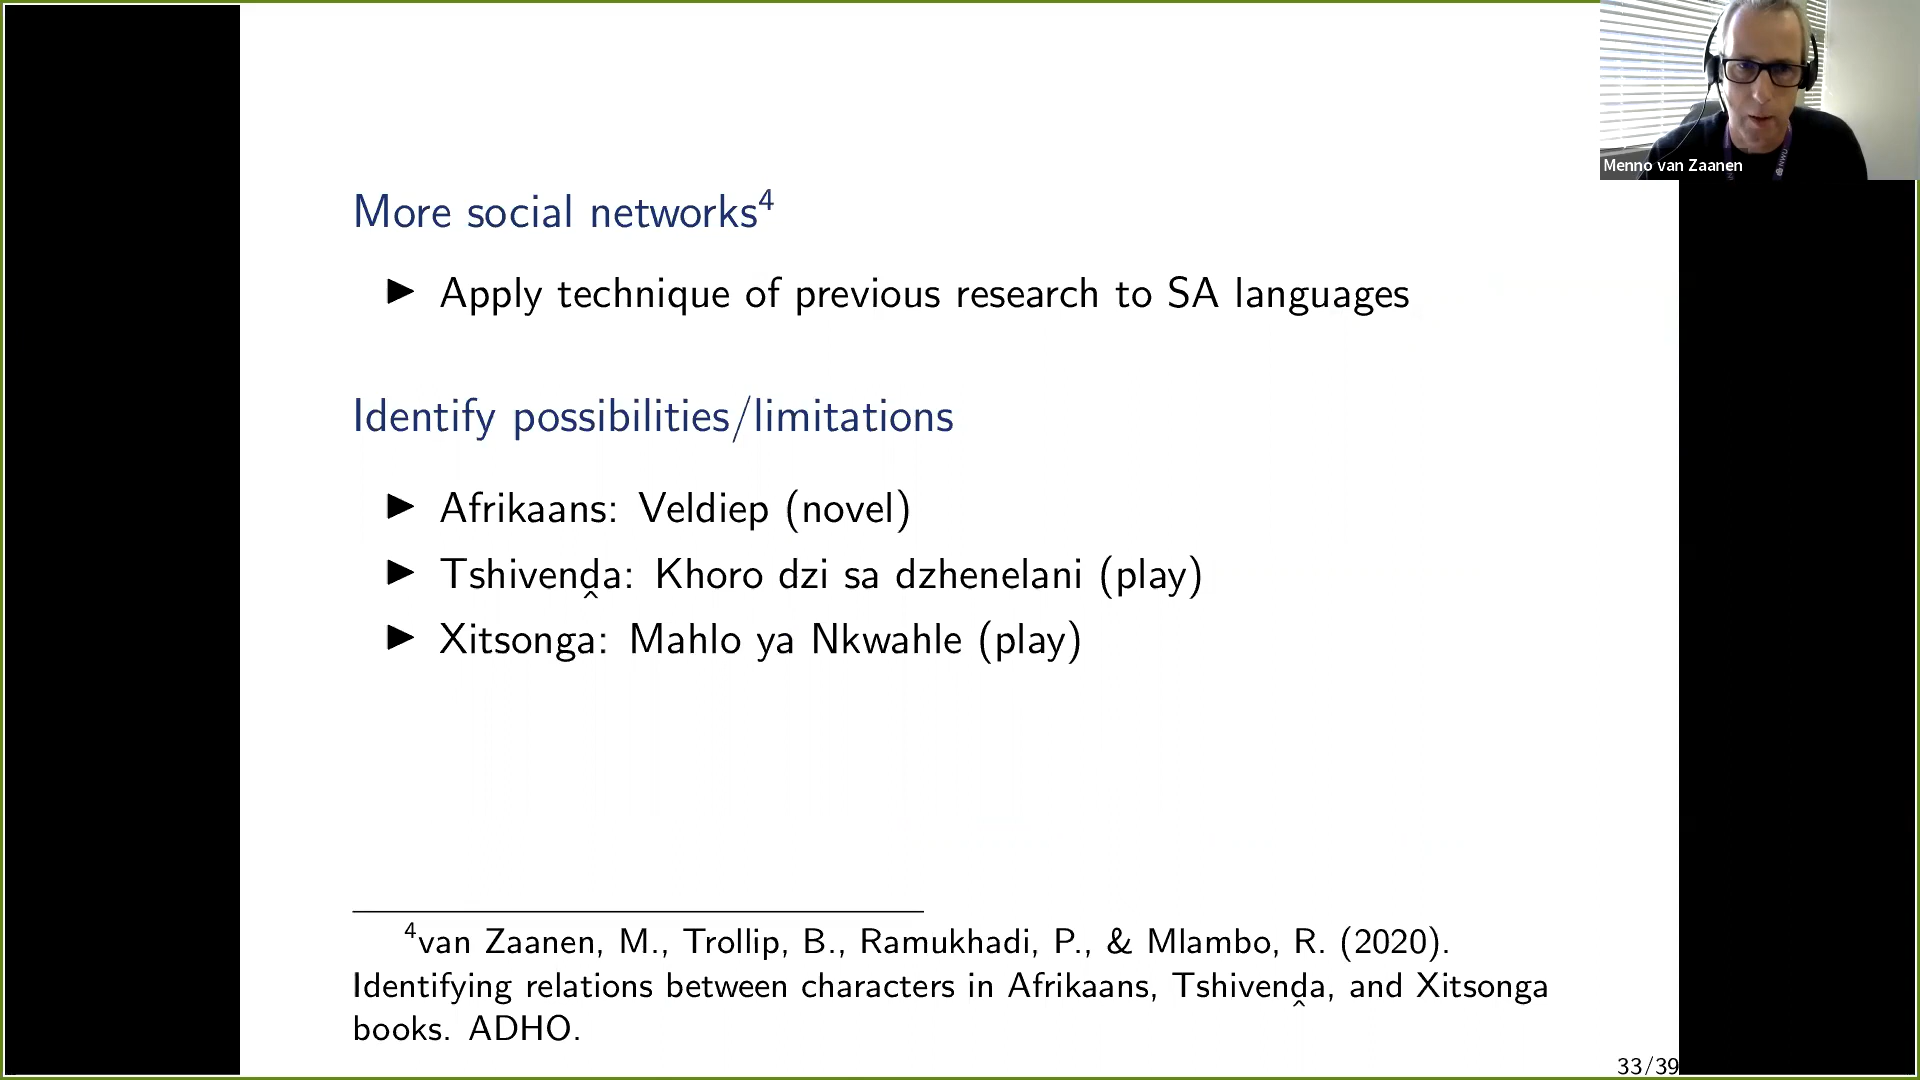 Menno van Zaanen
NWU
More social networks⁴
▶ Apply technique of previous research to SA languages
Identify possibilities/limitations
▶ Afrikaans: Veldiep (novel)
▶ Tshivenḓa: Khoro dzi sa dzhenelani (play)
▶ Xitsonga: Mahlo ya Nkwahle (play)
⁴van Zaanen, M., Trollip, B., Ramukhadi, P., & Mlambo, R. (2020).
Identifying relations between characters in Afrikaans, Tshivenḓa, and Xitsonga
books. ADHO.
33/39